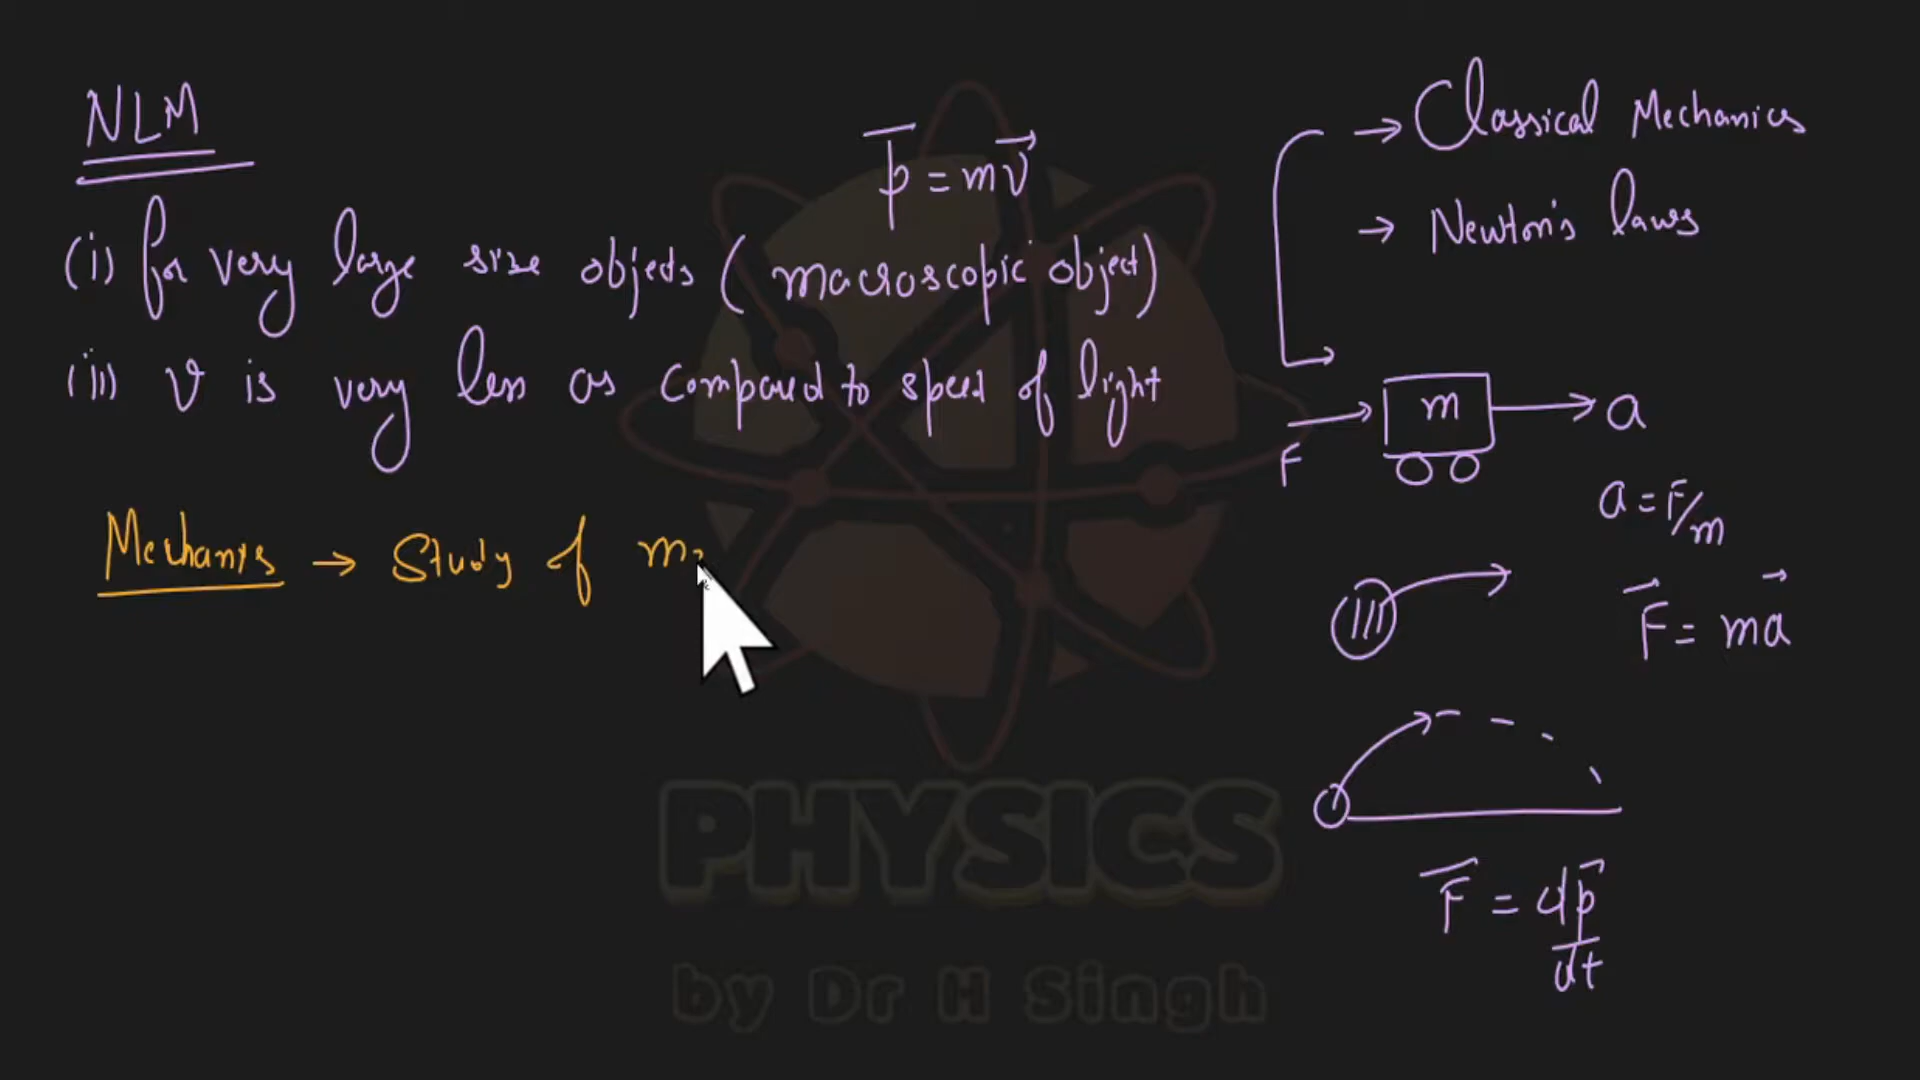 NLM
p = mv
(i) for very large size objects (macroscopic object)
(ii) v is very less as compared to speed of light
Mechanics → Study of m
→ Classical Mechanics
→ Newton's laws
F
m
a
a = F/m
F = ma
F = dp/dt
PHYSICS
by Dr H Singh